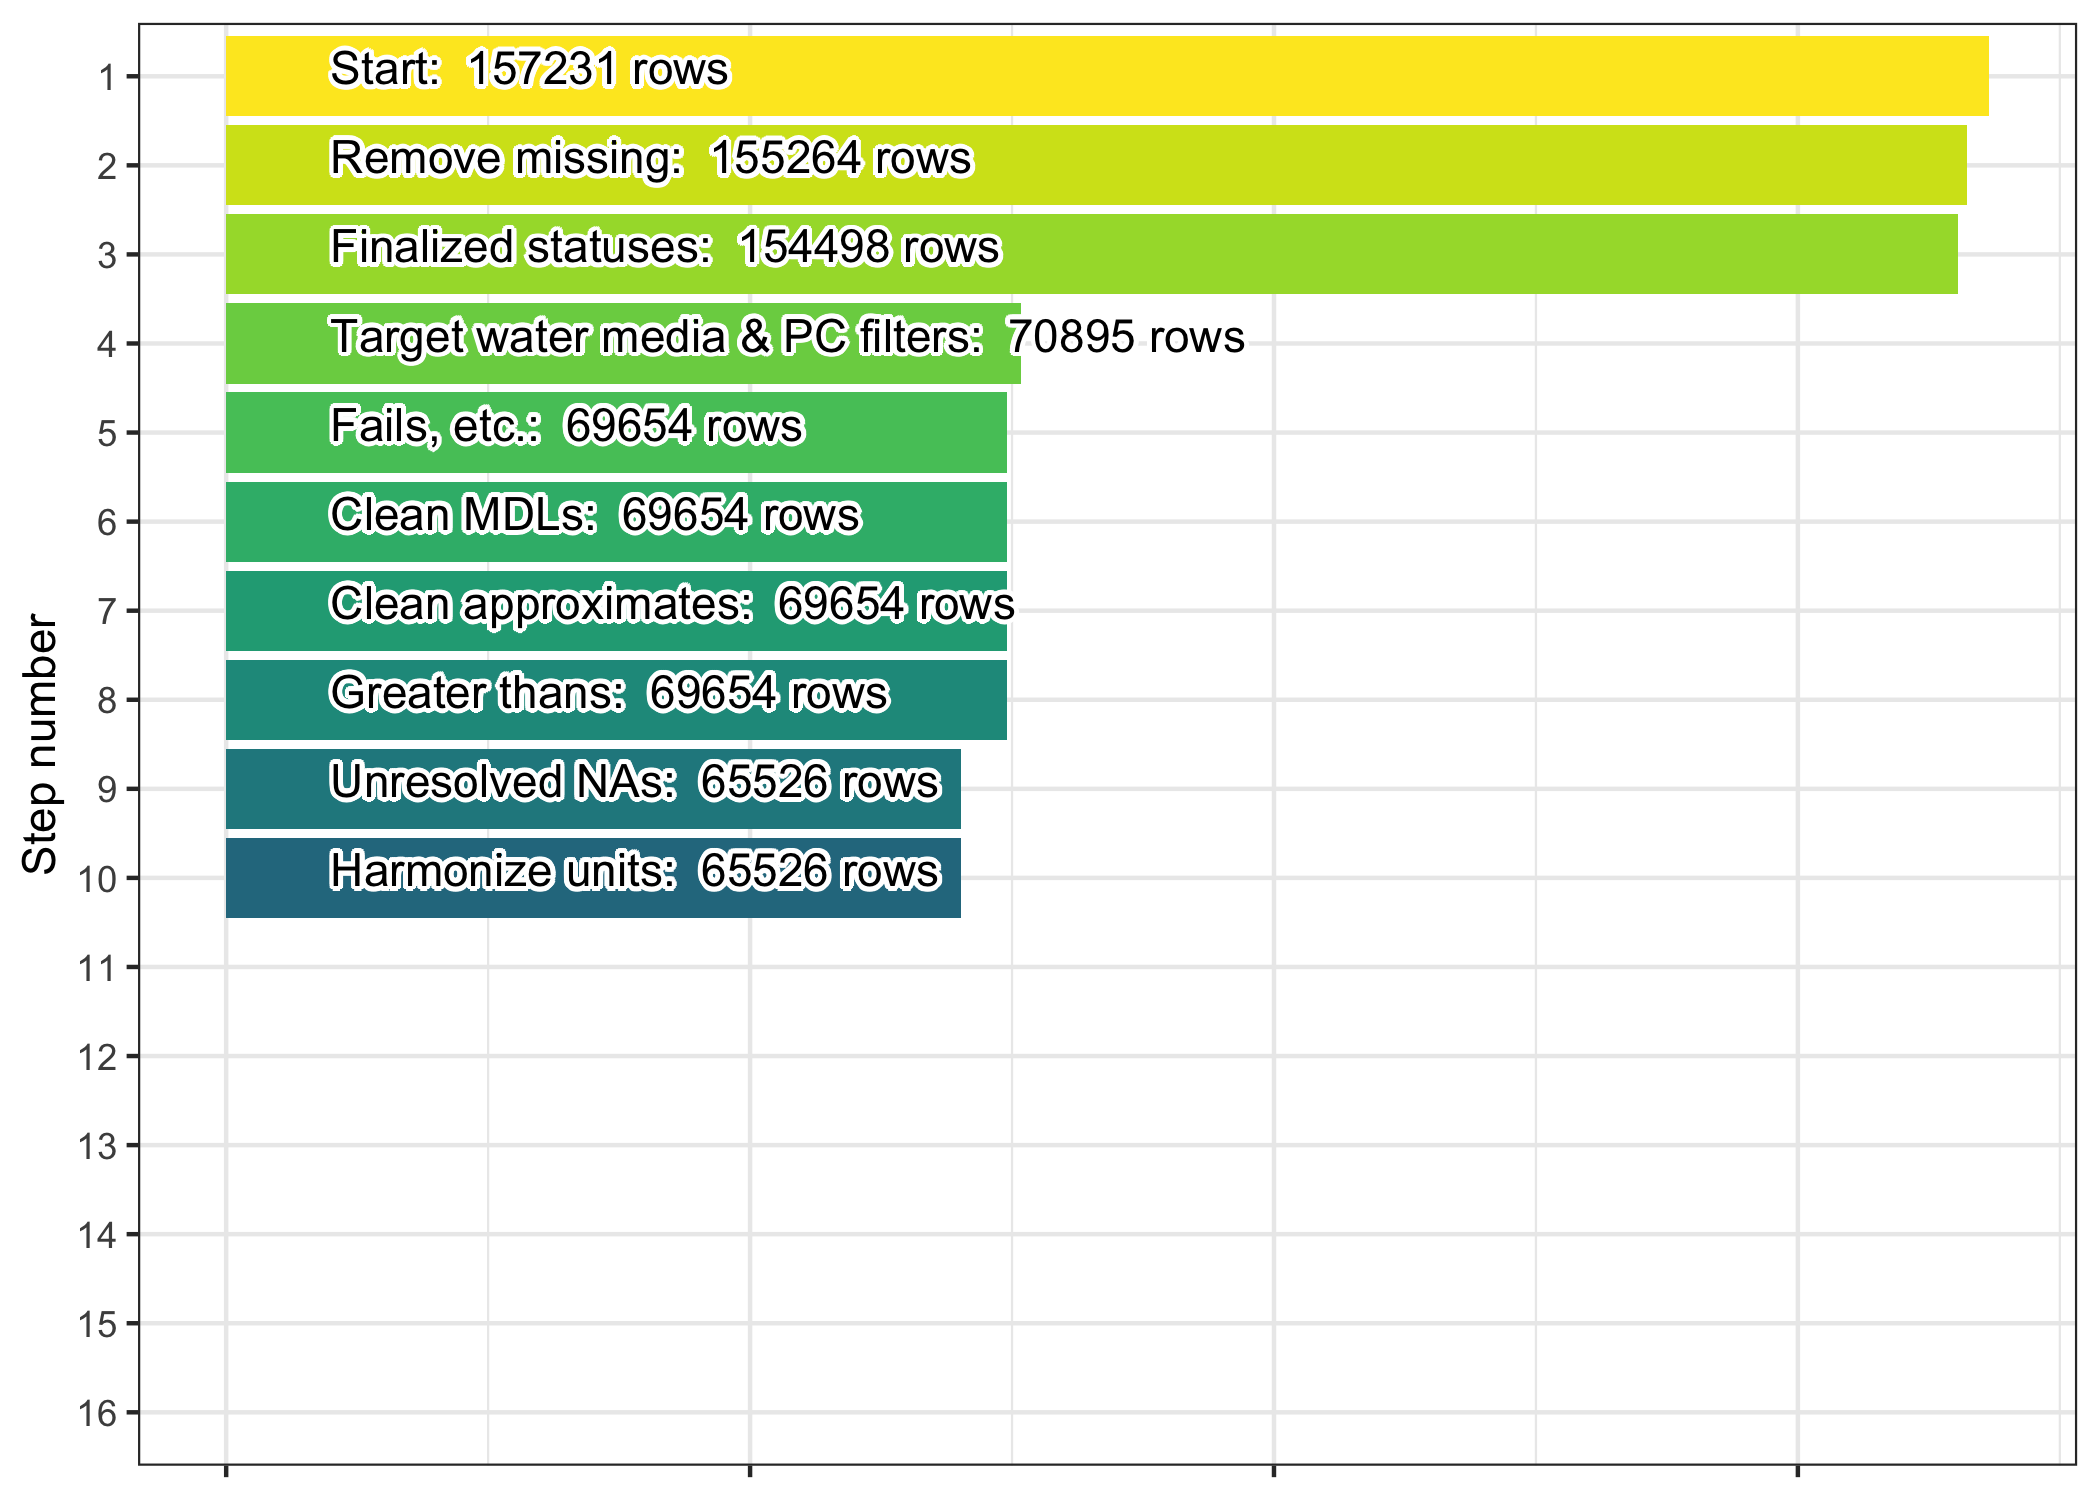 1
Start:  157231 rows
2
Remove missing:  155264 rows
3
Finalized statuses:  154498 rows
4
Target water media & PC filters:  70895 rows
5
Fails, etc.:  69654 rows
6
Clean MDLs:  69654 rows
7
Clean approximates:  69654 rows
8
Greater thans:  69654 rows
9
Unresolved NAs:  65526 rows
10
Harmonize units:  65526 rows
11
12
13
14
15
16
Step number